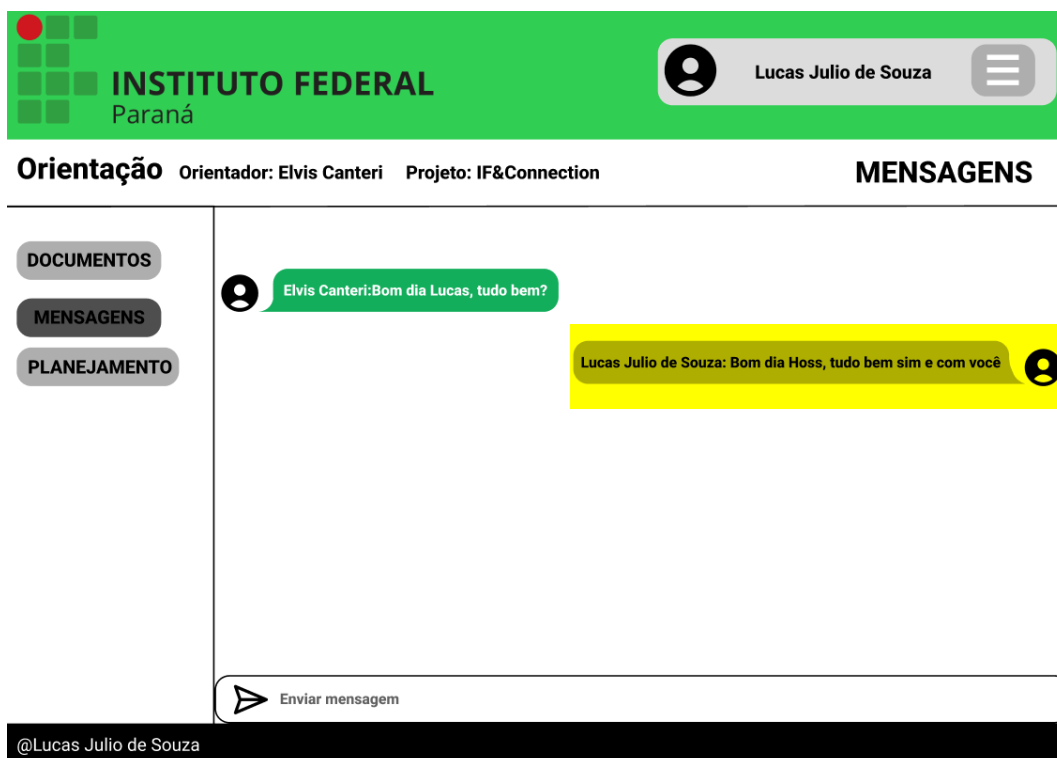 INSTITUTO FEDERAL
Paraná
Lucas Julio de Souza
Orientação Orientador: Elvis Canteri Projeto: IF&Connection MENSAGENS
DOCUMENTOS
MENSAGENS
PLANEJAMENTO
Elvis Canteri:Bom dia Lucas, tudo bem?
Lucas Julio de Souza: Bom dia Hoss, tudo bem sim e com você
Enviar mensagem
@Lucas Julio de Souza